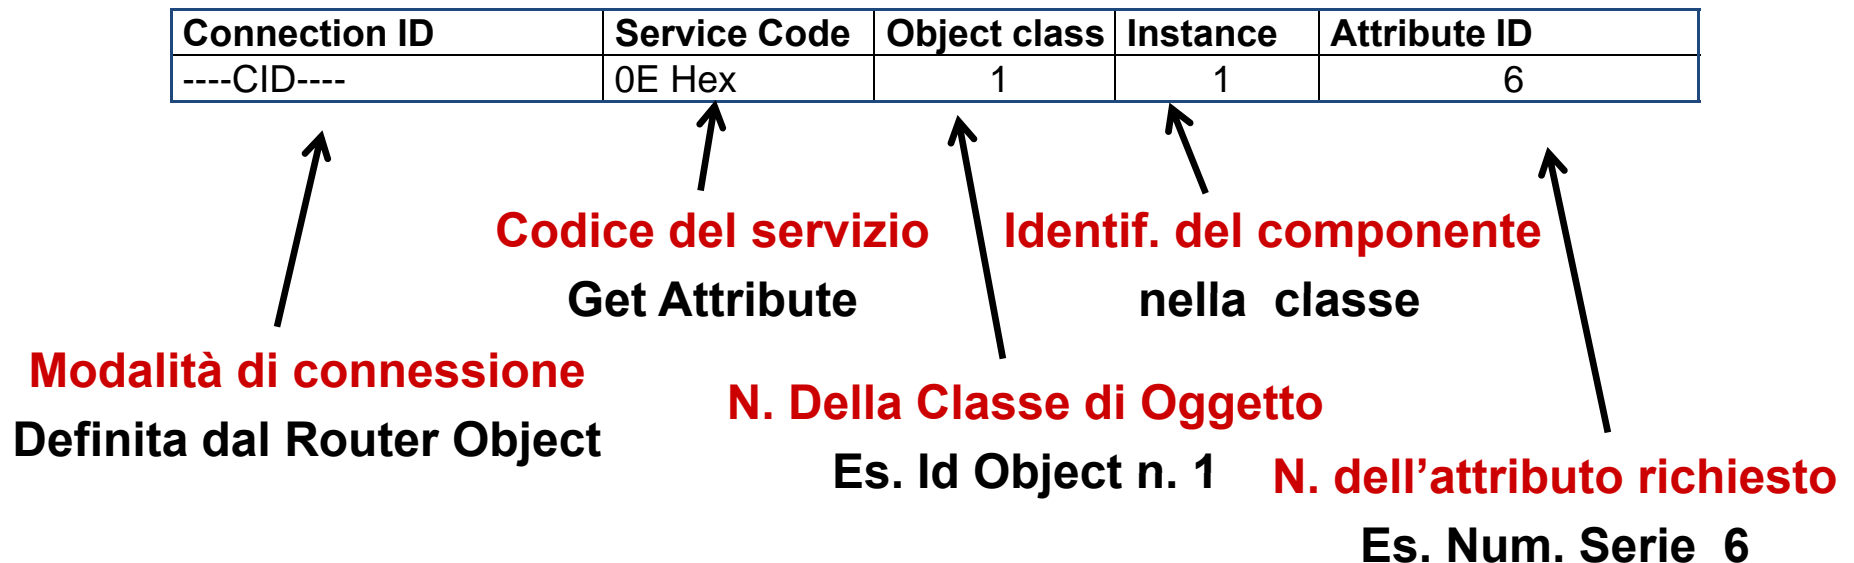 Connection ID Service Code Object class Instance Attribute ID
----CID---- 0E Hex 1 1 6
Codice del servizio
Get Attribute
Identif. del componente
nella classe
Modalità di connessione
Definita dal Router Object
N. Della Classe di Oggetto
Es. Id Object n. 1
N. dell’attributo richiesto
Es. Num. Serie 6